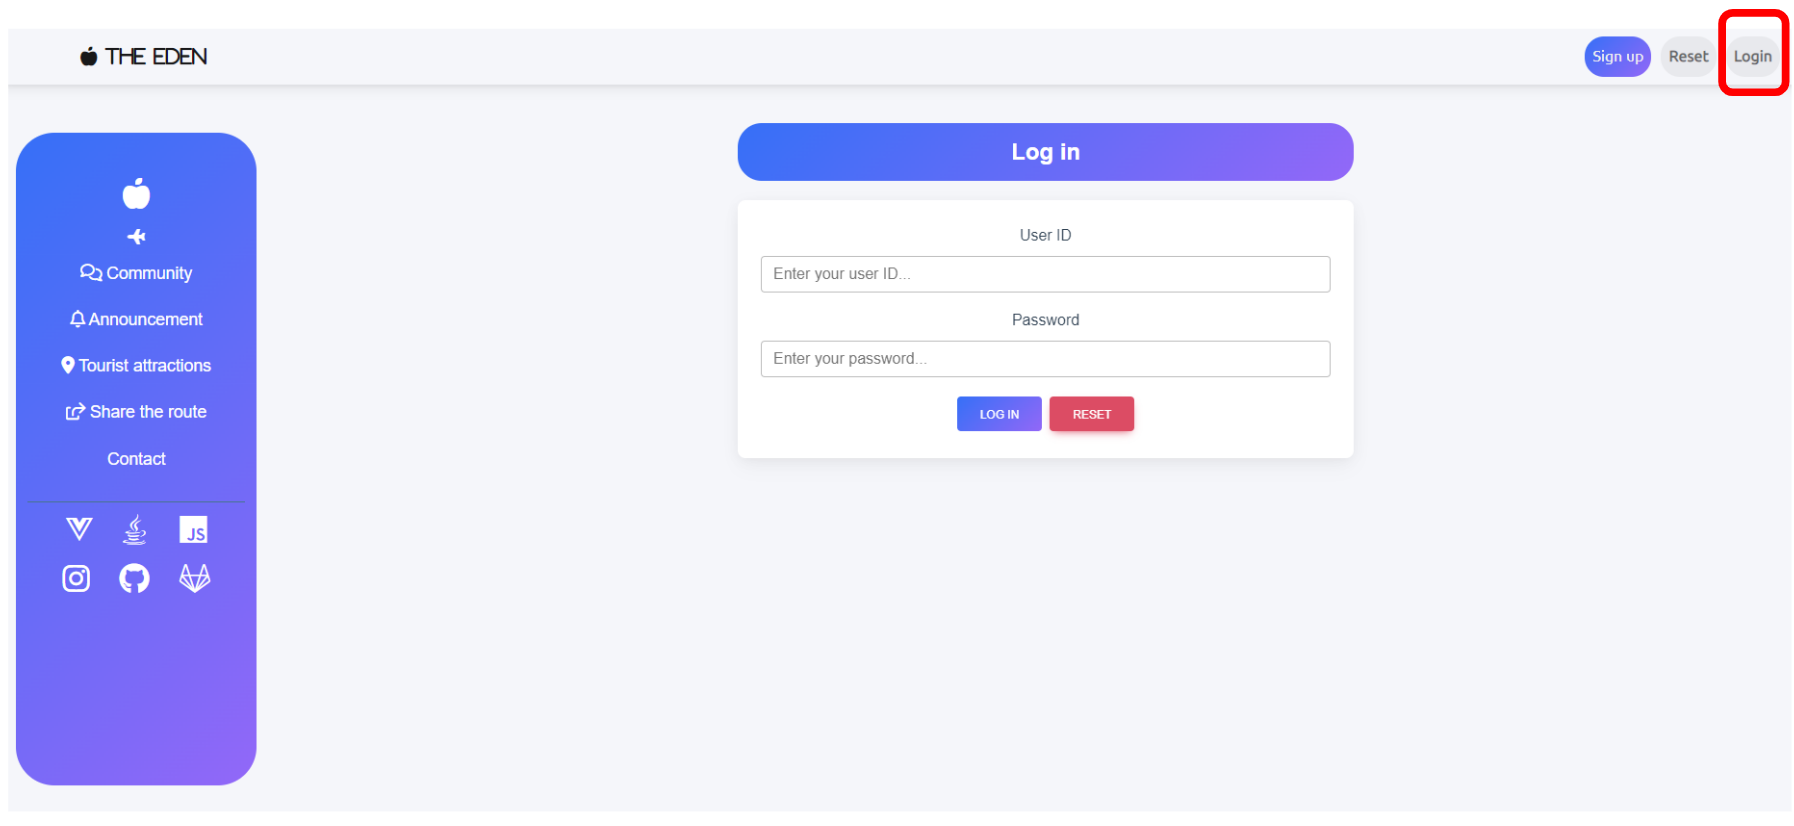 THE EDEN
Sign up
Reset
Login
Log in
User ID
Enter your user ID...
Password
Enter your password...
LOG IN
RESET
Community
Announcement
Tourist attractions
Share the route
Contact
JS